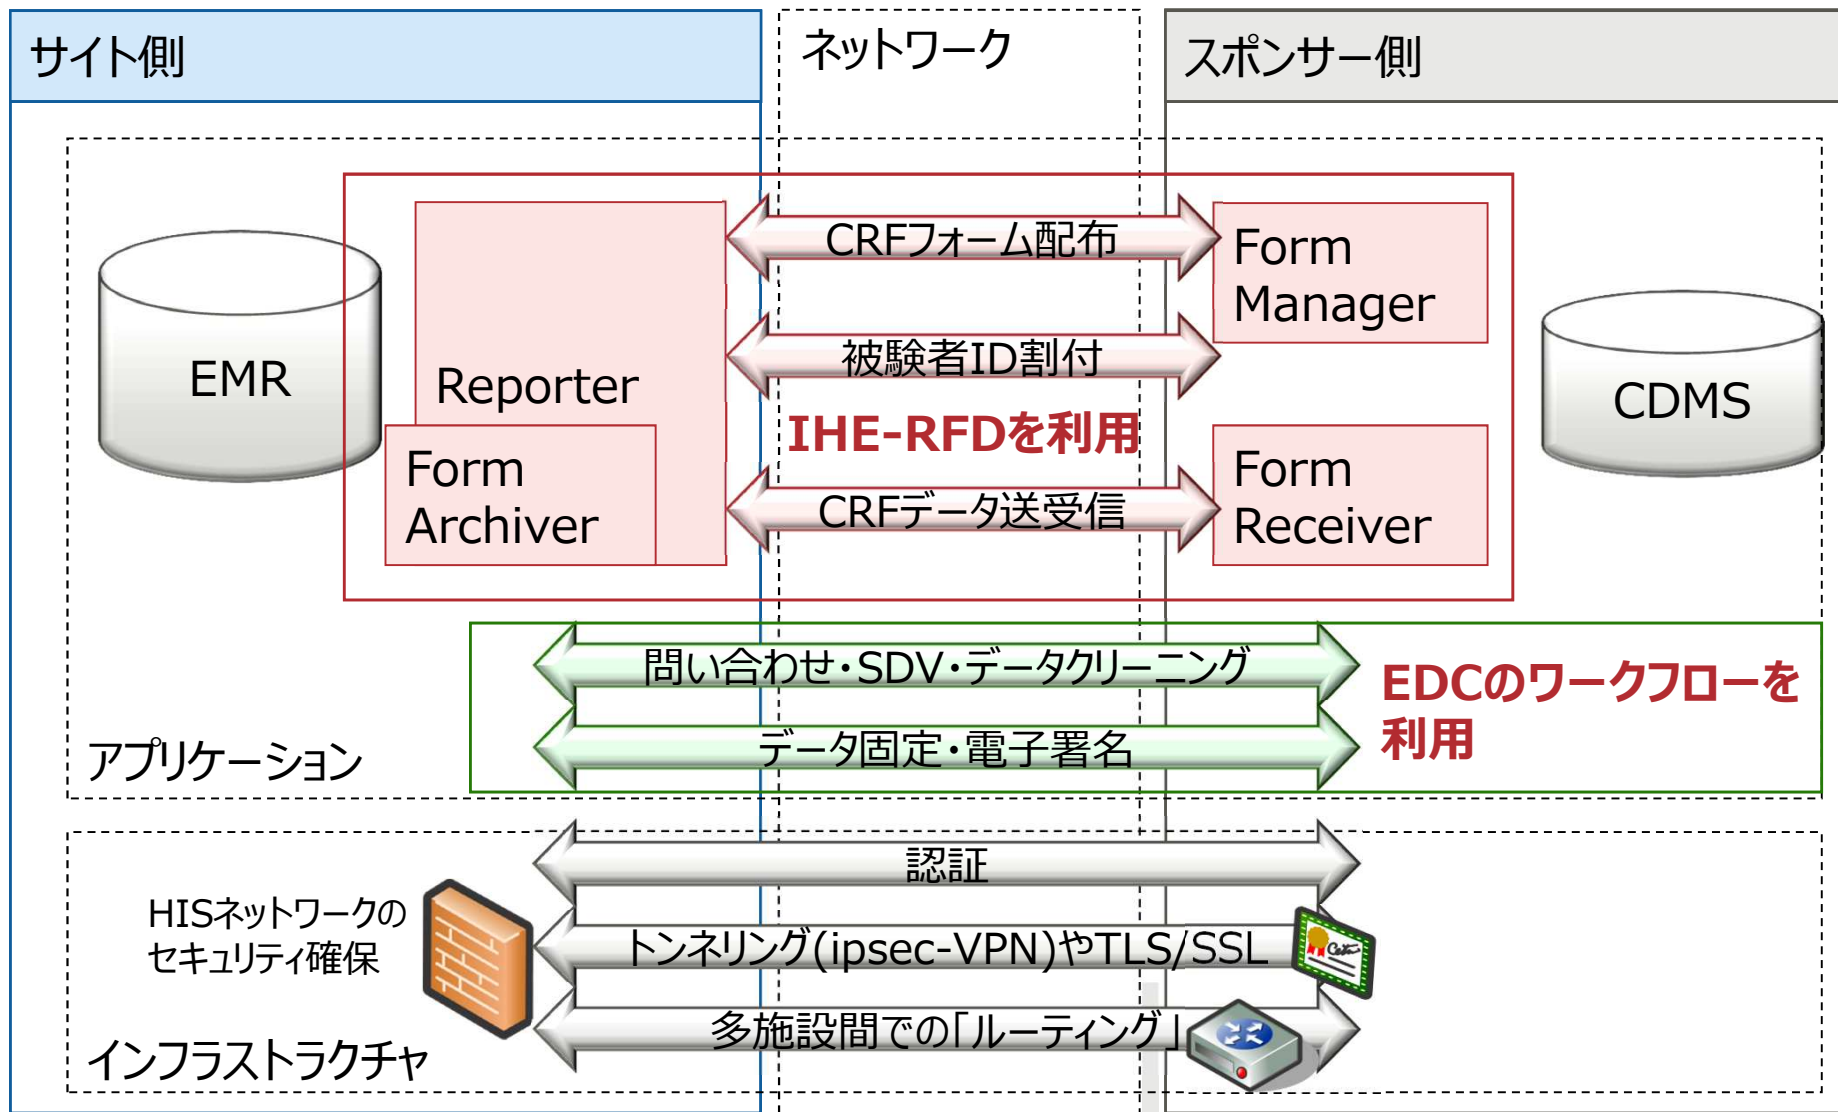 サイト側
ネットワーク
スポンサー側
EMR
Reporter
Form
Archiver
CRFフォーム配布
被験者ID割付
IHE-RFDを利用
CRFデータ送受信
Form
Manager
Form
Receiver
CDMS
問い合わせ・SDV・データクリーニング
データ固定・電子署名
EDCのワークフローを
利用
アプリケーション
認証
HISネットワークの
セキュリティ確保
トンネリング(ipsec-VPN)やTLS/SSL
多施設間での「ルーティング」
インフラストラクチャ